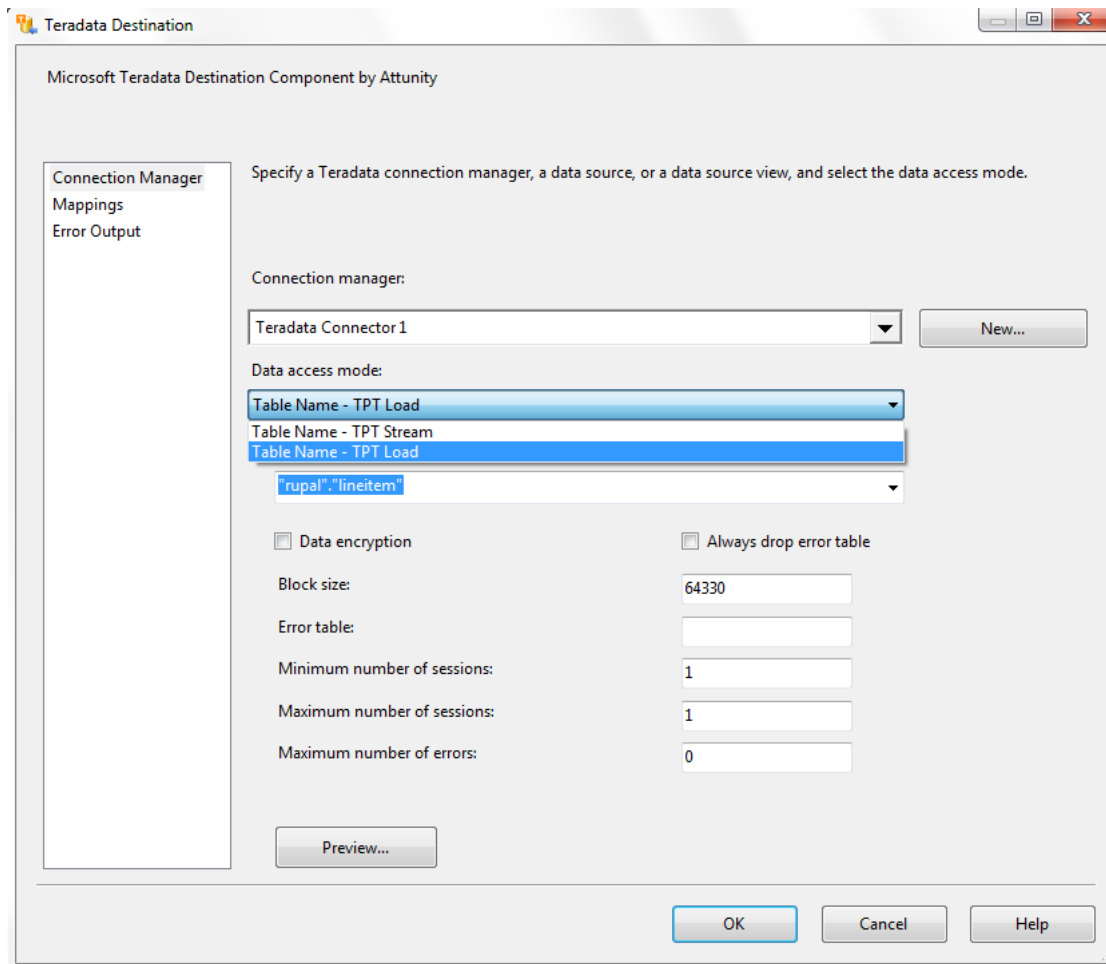 Teradata Destination
Microsoft Teradata Destination Component by Attunity
Connection Manager
Mappings
Error Output
Specify a Teradata connection manager, a data source, or a data source view, and select the data access mode.
Connection manager:
Teradata Connector 1
New...
Data access mode:
Table Name - TPT Load
Table Name - TPT Stream
Table Name - TPT Load
"rupal"."lineitem"
Data encryption
Always drop error table
Block size:
64330
Error table:
Minimum number of sessions:
1
Maximum number of sessions:
1
Maximum number of errors:
0
Preview...
OK
Cancel
Help